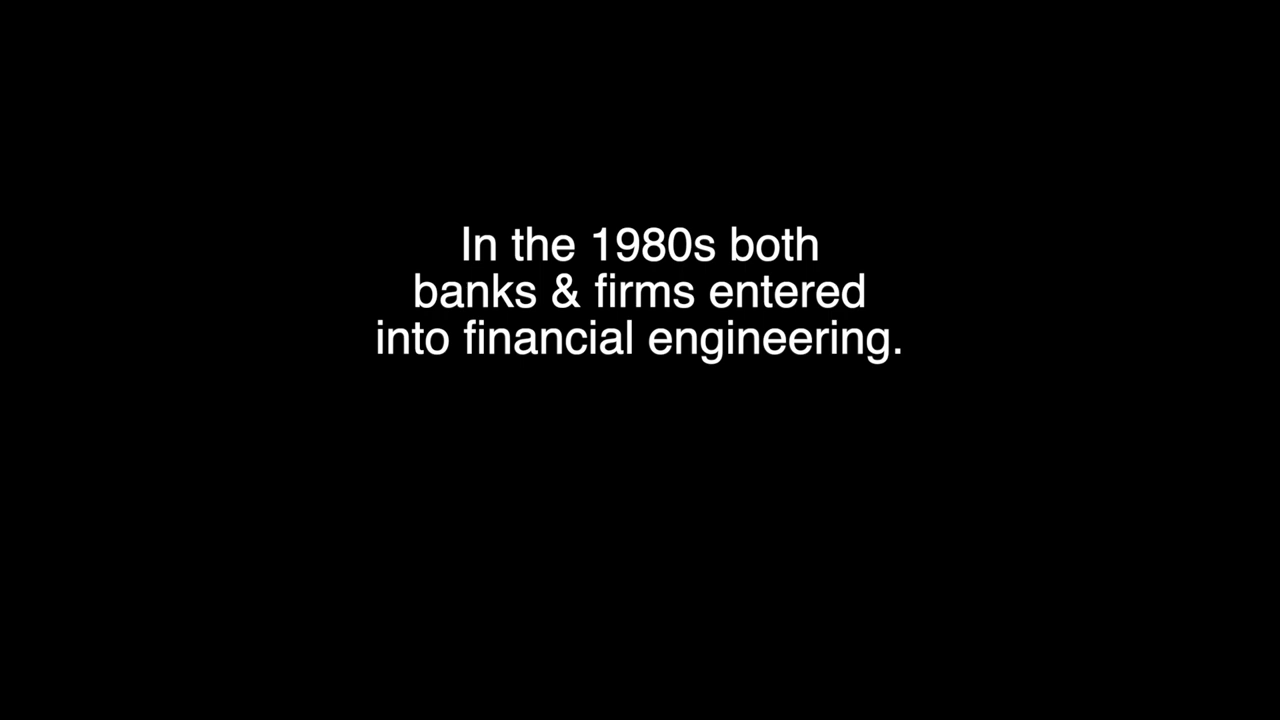 In the 1980s both
banks & firms entered
into financial engineering.